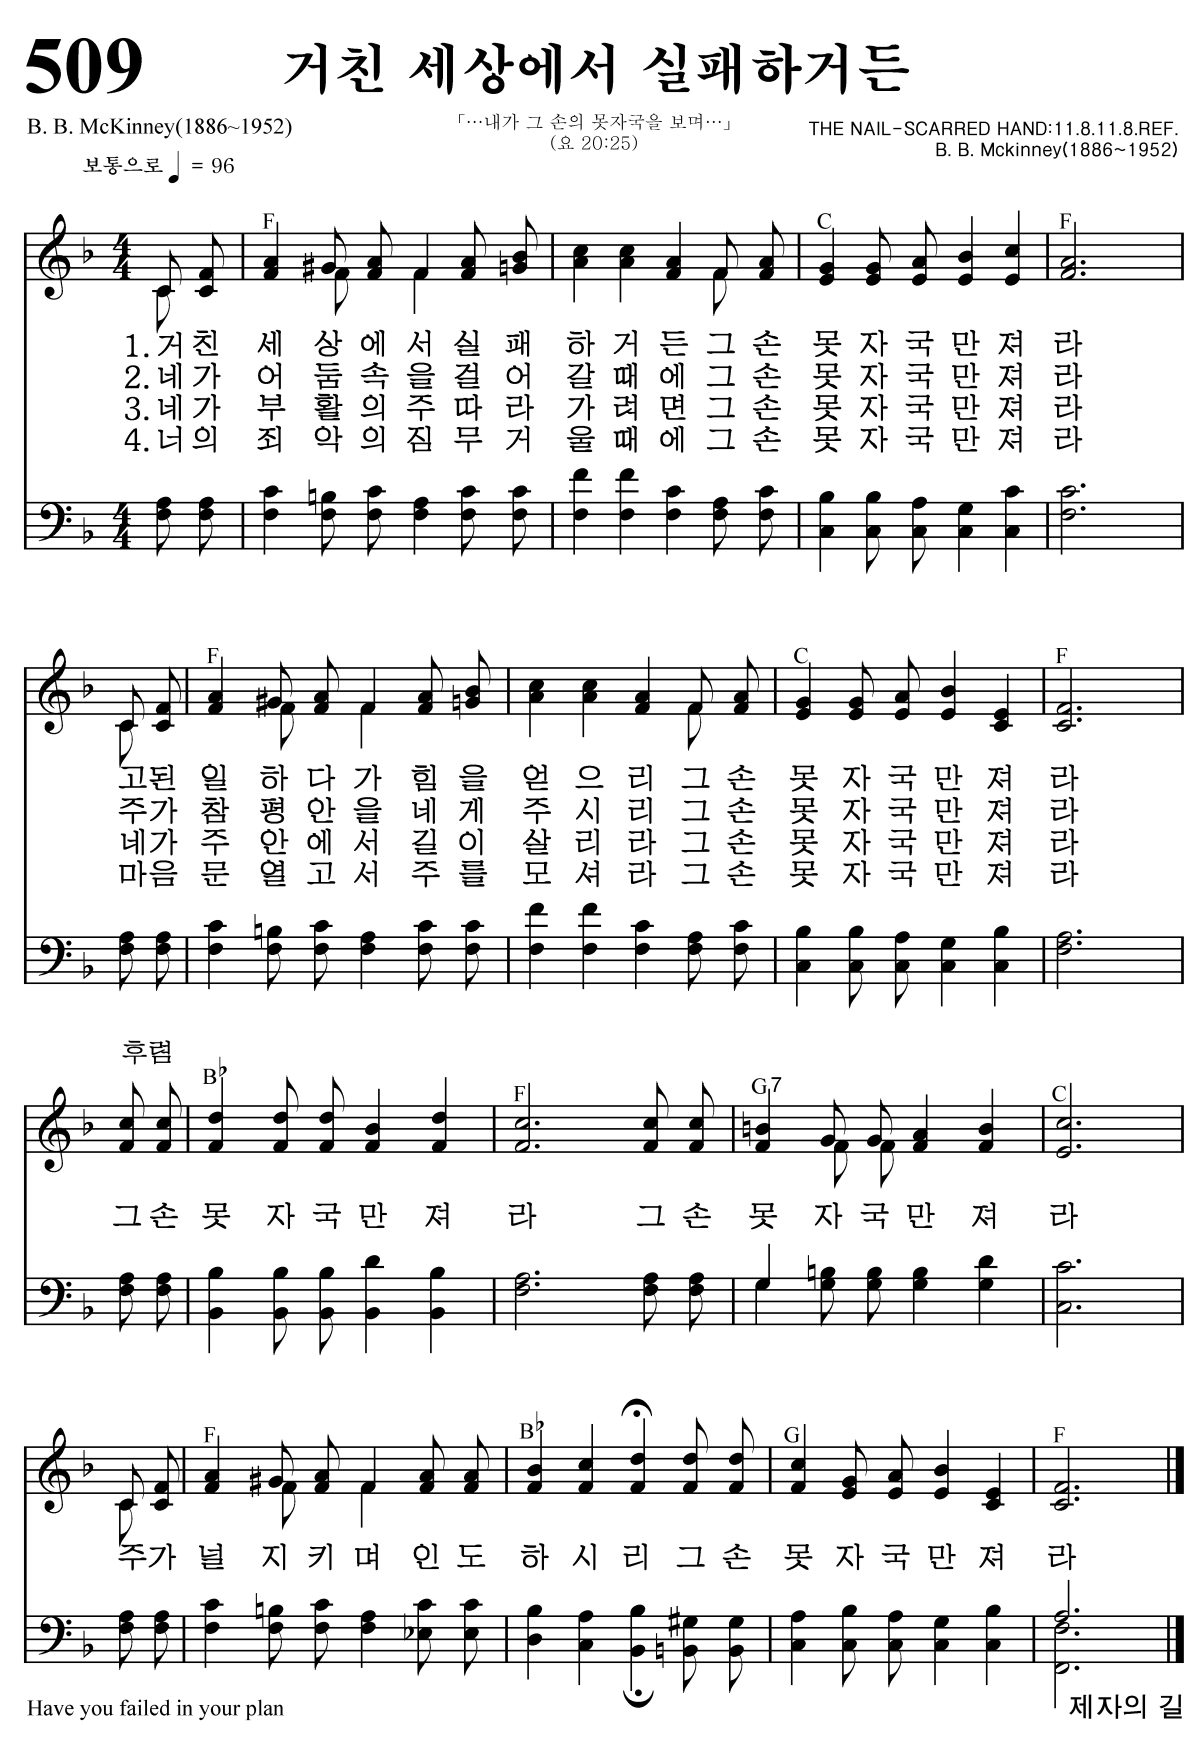 509 거친 세상에서 실패하거든
B. B. McKinney(1886~1952)
「…내가 그 손의 못자국을 보며…」
(요 20:25)
THE NAIL-SCARRED HAND:11.8.11.8.REF.
B. B. Mckinney(1886~1952)
보통으로 ♩ = 96
F C F
4 4
1. 거친 세상에서실패 하거든그손 못자국만져 라
2. 네가 어둠속을걸어 갈때에그손 못자국만져 라
3. 네가 부활의주따라 가려면그손 못자국만져 라
4. 너의 죄악의짐무거 울때에그손 못자국만져 라
4 4
F C F
고된 일하다가힘을 얻으리그손 못자국만져 라
주가 참평안을네게 주시리그손 못자국만져 라
네가 주안에서길이 살리라그손 못자국만져 라
마음 문열고서주를 모셔라그손 못자국만져 라
후렴
B♭ F G7 C
그손 못자국만져 라 그손 못자국만져 라
F B♭ G F
주가 널지키며인도 하시리그손 못자국만져 라
Have you failed in your plan
제자의 길